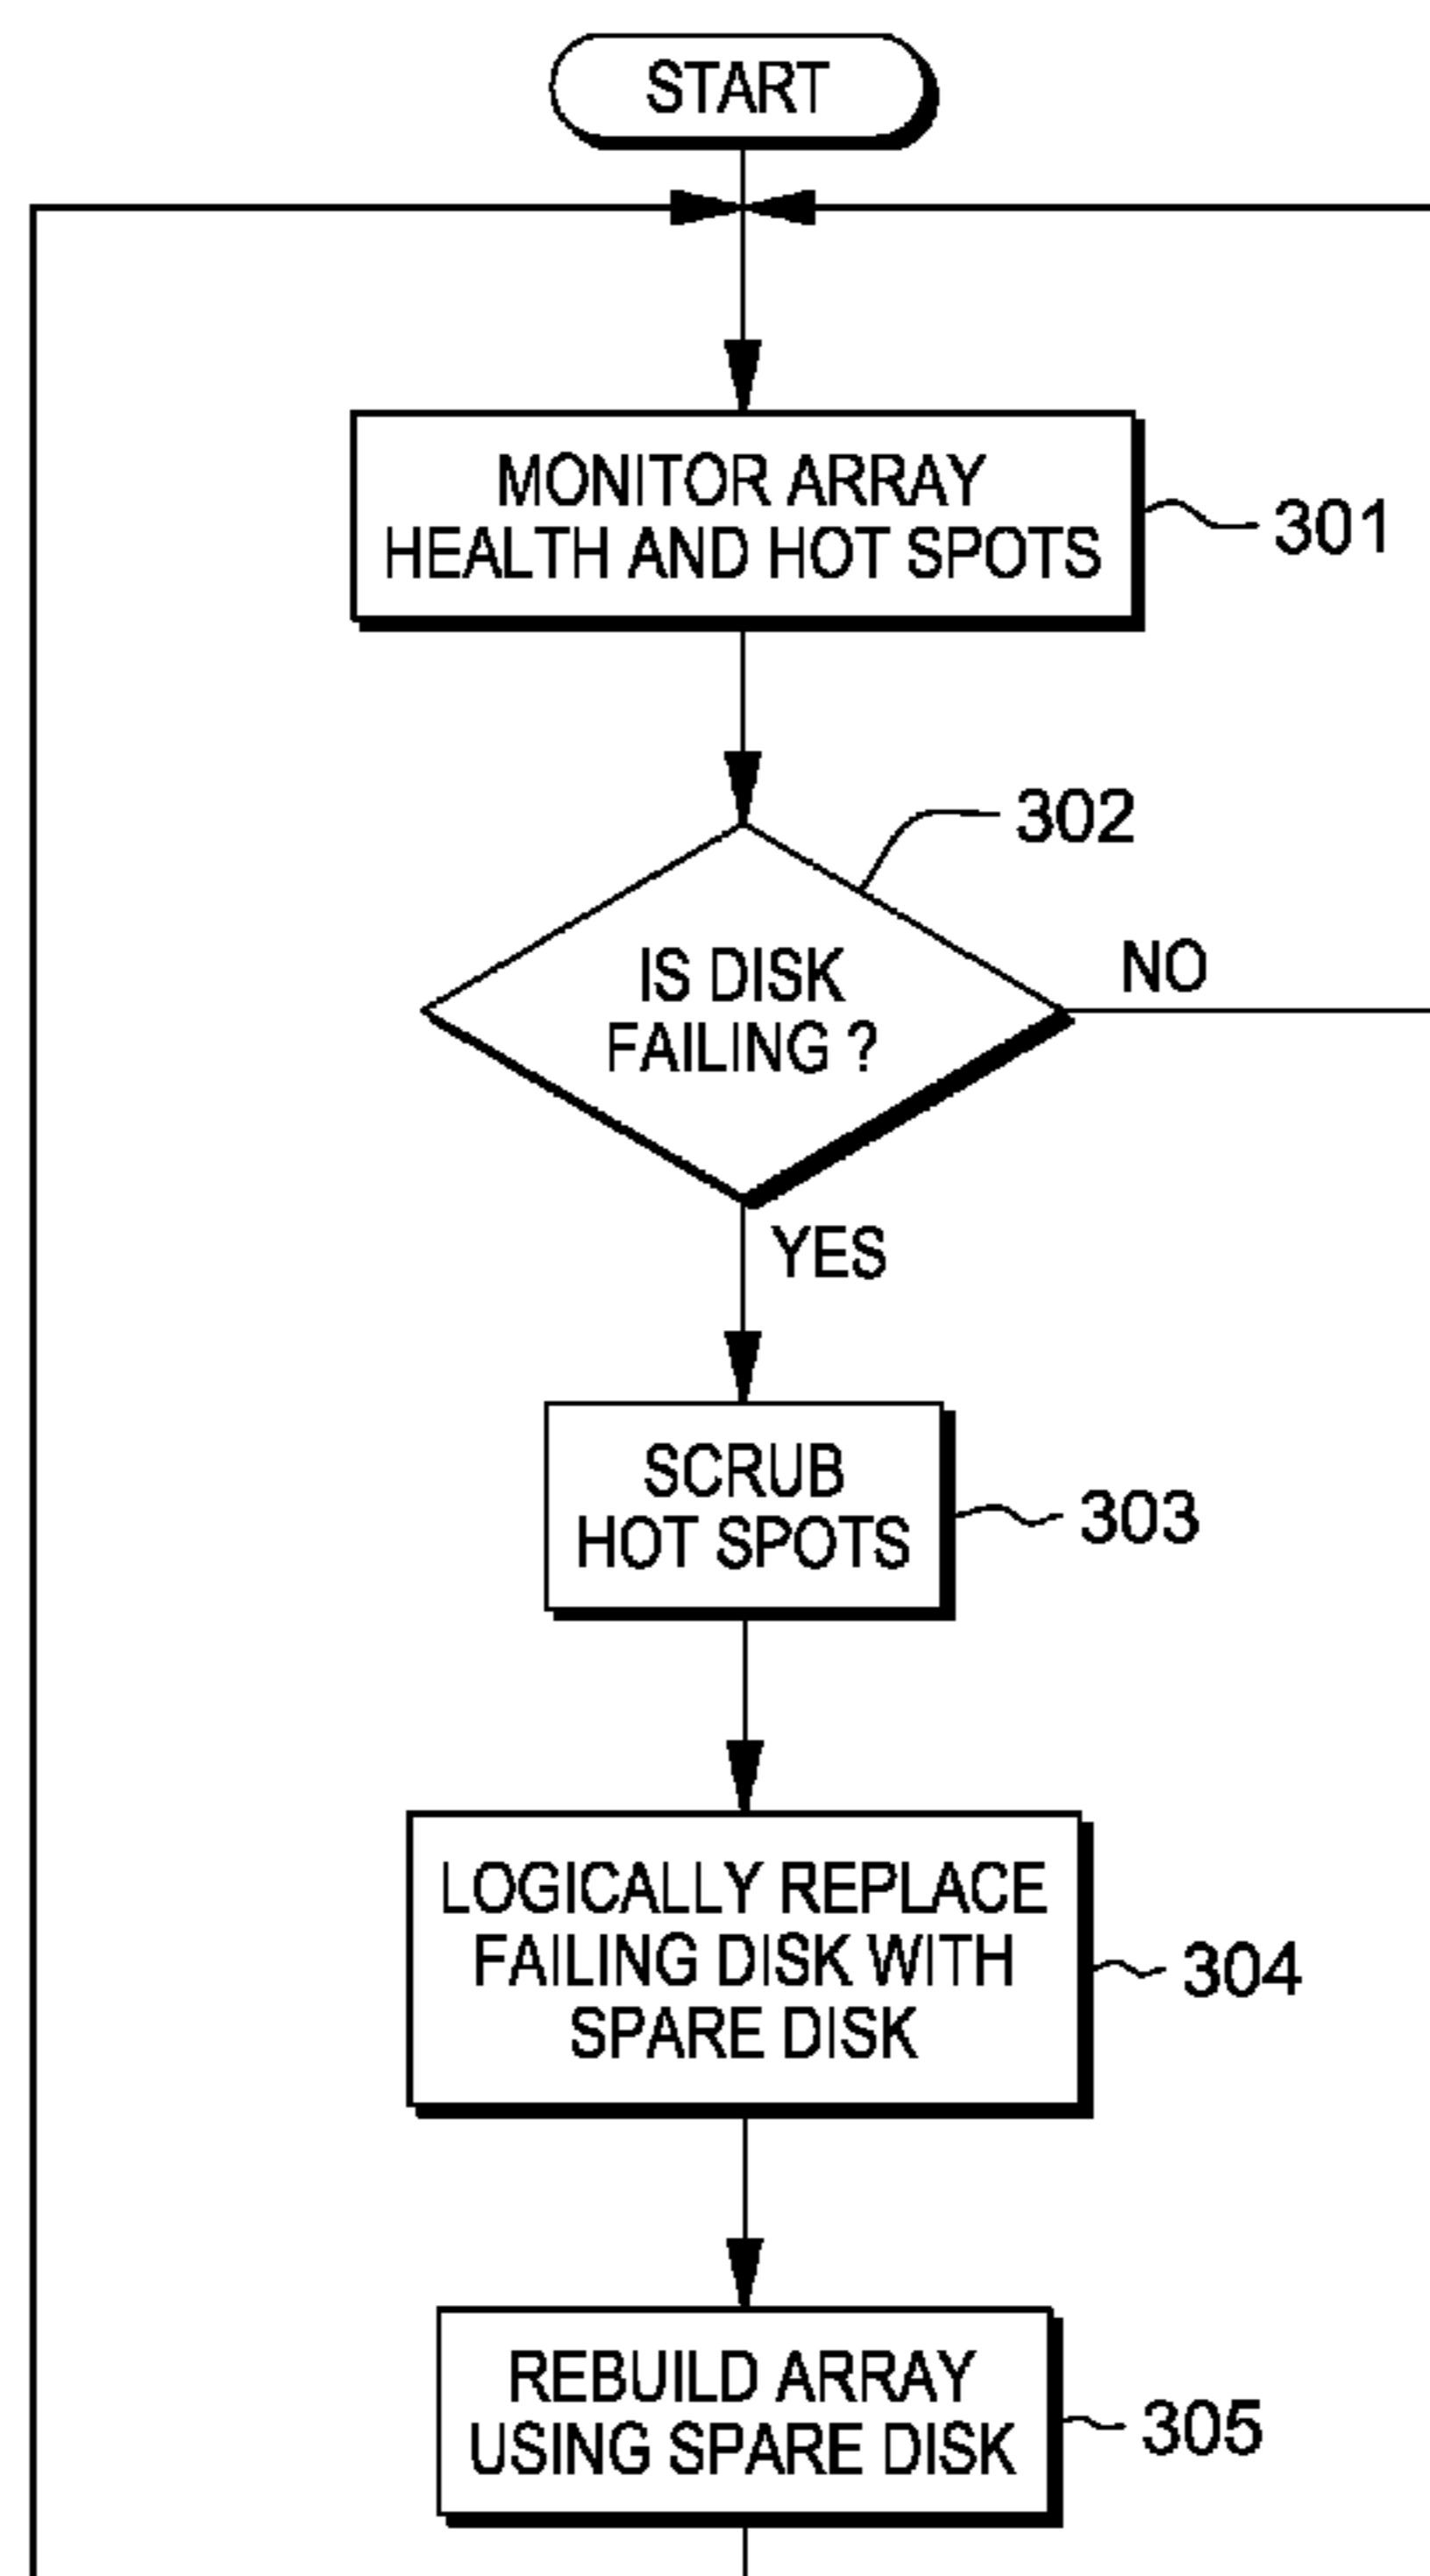 START
MONITOR ARRAY
HEALTH AND HOT SPOTS
301
302
IS DISK
FAILING ?
NO
YES
SCRUB
HOT SPOTS
303
LOGICALLY REPLACE
FAILING DISK WITH
SPARE DISK
304
REBUILD ARRAY
USING SPARE DISK
305